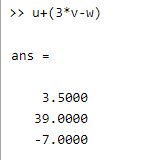 >> u+(3*v-w)
ans =
3.5000
39.0000
-7.0000